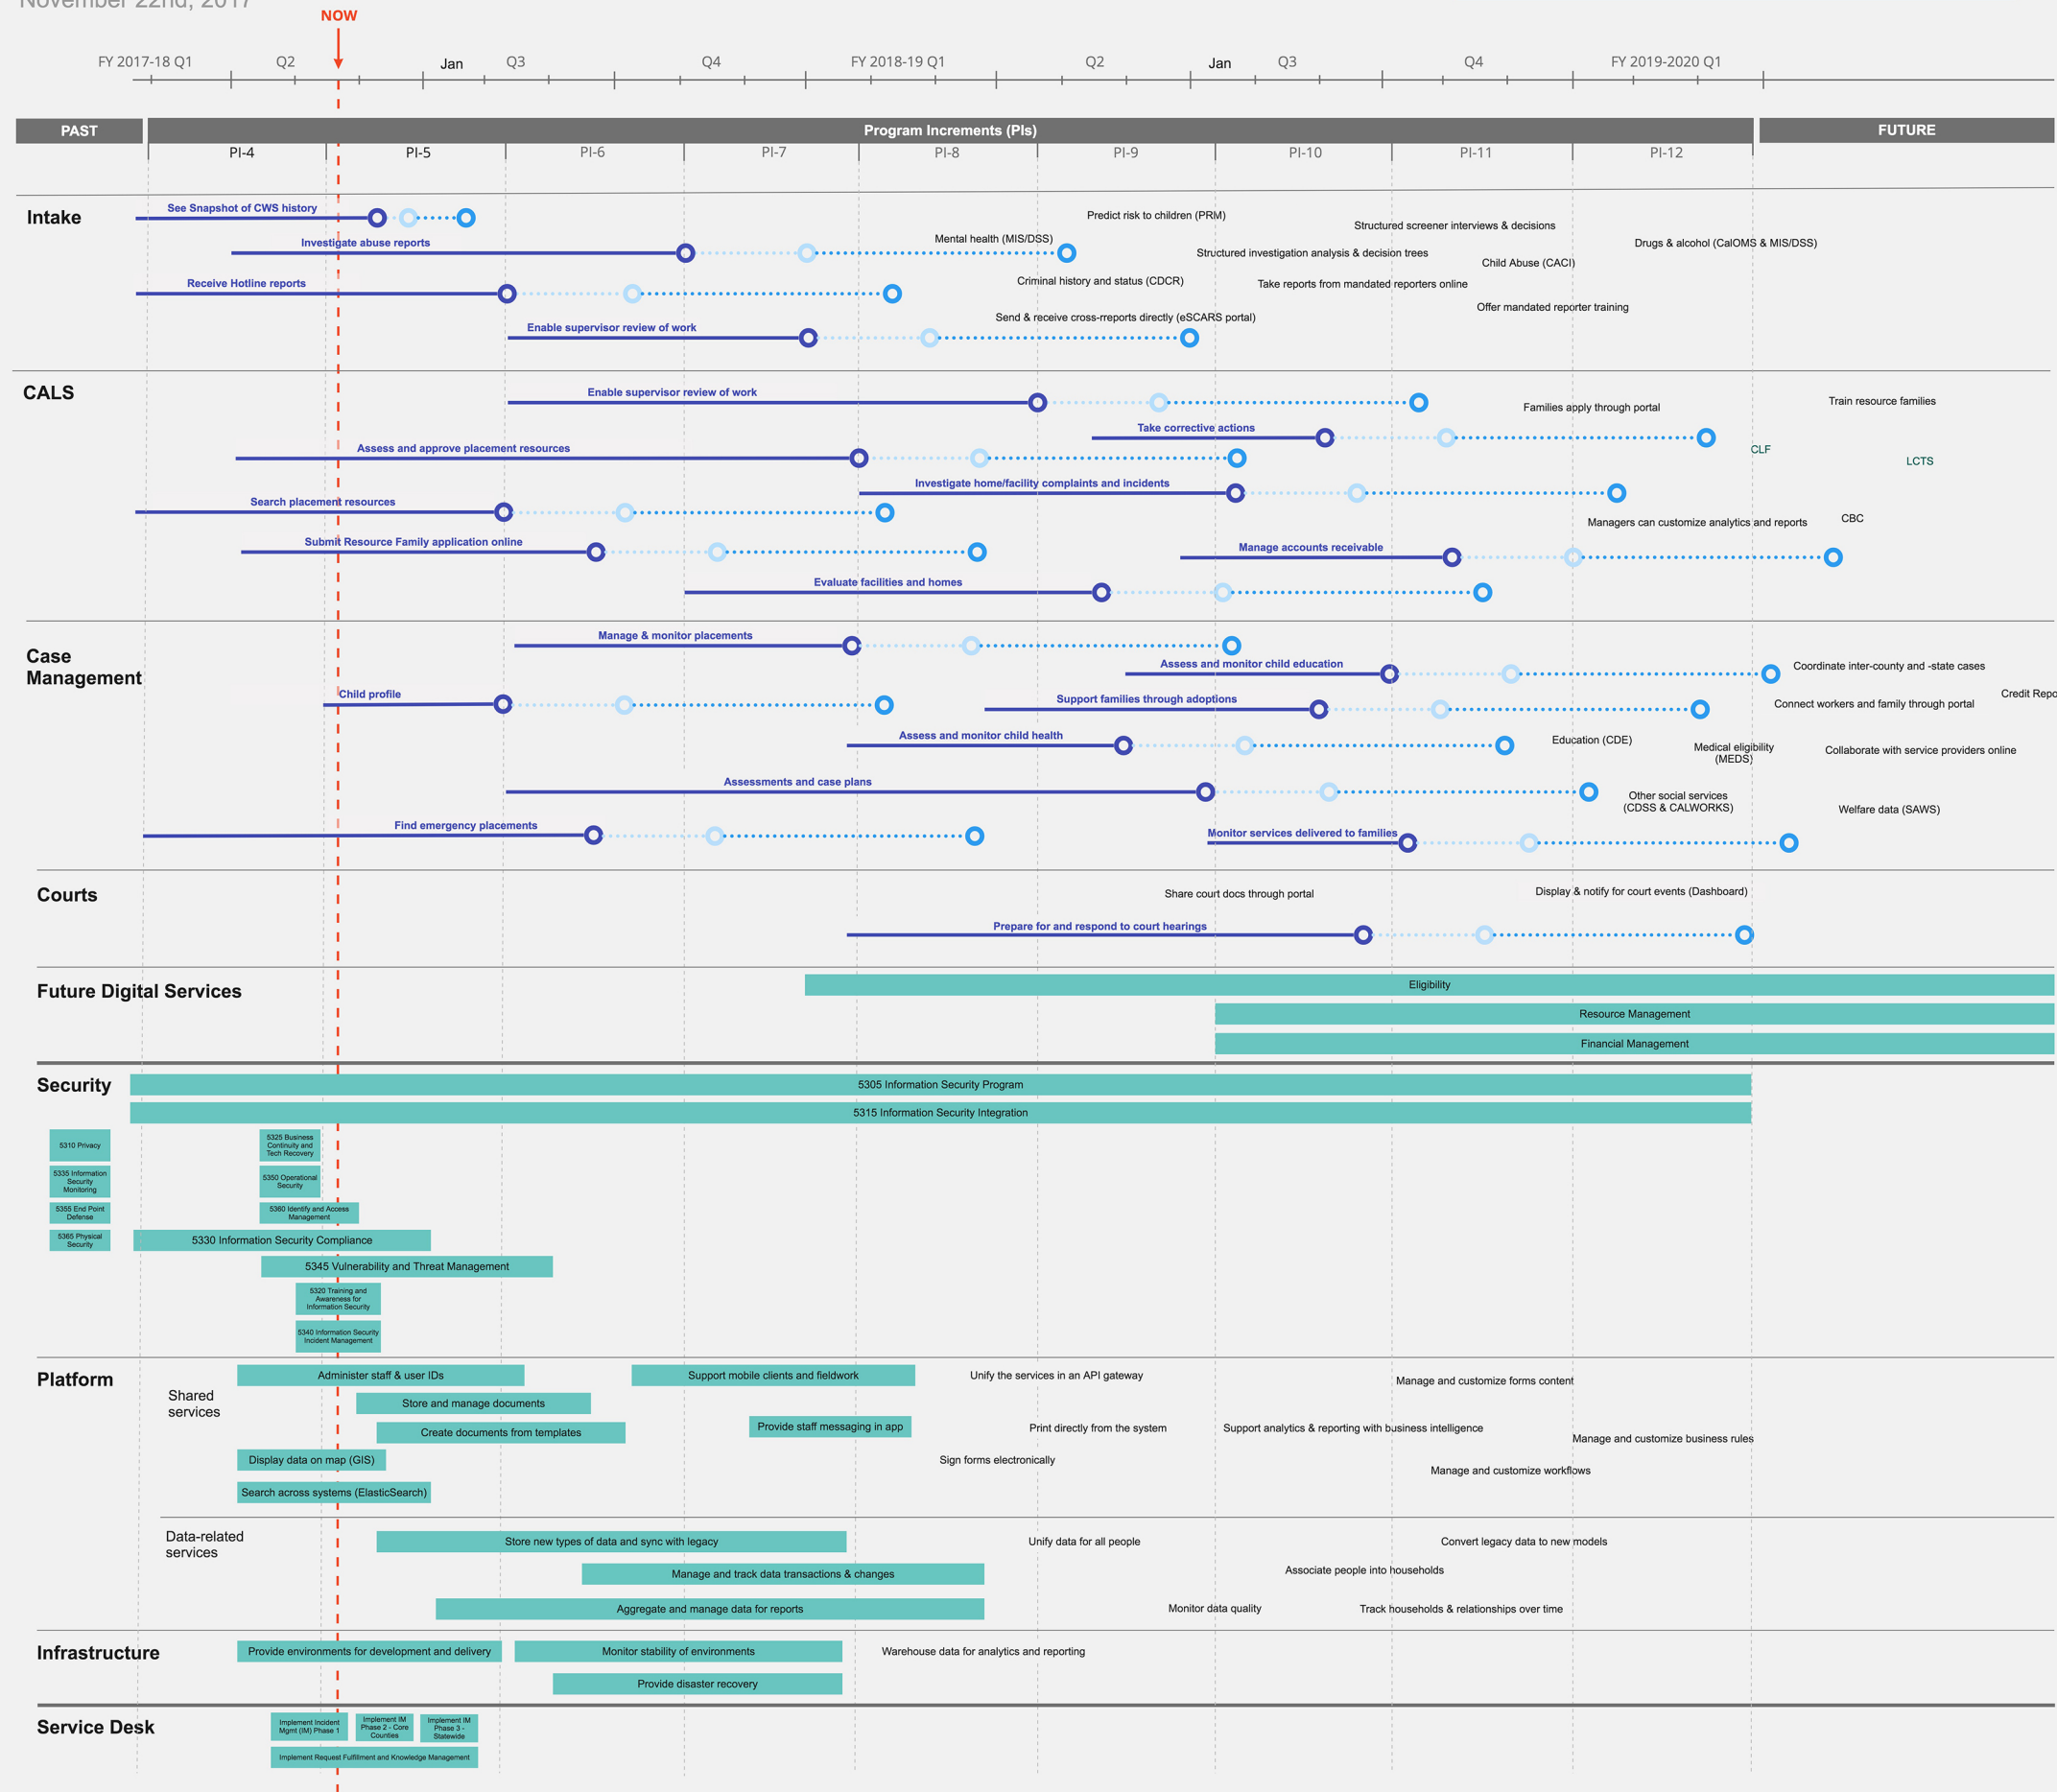 November 22nd, 2017
NOW
FY 2017-18 Q1
Q2
Jan
Q3
Q4
FY 2018-19 Q1
Q2
Jan
Q3
Q4
FY 2019-2020 Q1
PAST
Program Increments (PIs)
FUTURE
PI-4
PI-5
PI-6
PI-7
PI-8
PI-9
PI-10
PI-11
PI-12
Intake
See Snapshot of CWS history
Predict risk to children (PRM)
Structured screener interviews & decisions
Investigate abuse reports
Mental health (MIS/DSS)
Structured investigation analysis & decision trees
Drugs & alcohol (CalOMS & MIS/DSS)
Child Abuse (CACI)
Receive Hotline reports
Criminal history and status (CDCR)
Take reports from mandated reporters online
Offer mandated reporter training
Enable supervisor review of work
Send & receive cross-rreports directly (eSCARS portal)
CALS
Enable supervisor review of work
Families apply through portal
Train resource families
Take corrective actions
Assess and approve placement resources
CLF
LCTS
Investigate home/facility complaints and incidents
Search placement resources
Managers can customize analytics and reports
CBC
Submit Resource Family application online
Manage accounts receivable
Evaluate facilities and homes
Case
Management
Manage & monitor placements
Assess and monitor child education
Coordinate inter-county and -state cases
Child profile
Support families through adoptions
Connect workers and family through portal
Credit Repo
Assess and monitor child health
Education (CDE)
Medical eligibility
(MEDS)
Collaborate with service providers online
Assessments and case plans
Other social services
(CDSS & CALWORKS)
Welfare data (SAWS)
Find emergency placements
Monitor services delivered to families
Courts
Share court docs through portal
Display & notify for court events (Dashboard)
Prepare for and respond to court hearings
Future Digital Services
Eligibility
Resource Management
Financial Management
Security
5305 Information Security Program
5315 Information Security Integration
5310 Privacy
5325 Business
Continuity and
Tech Recovery
5335 Information
Security
Monitoring
5350 Operational
Security
5355 End Point
Defense
5360 Identify and Access
Management
5365 Physical
Security
5330 Information Security Compliance
5345 Vulnerability and Threat Management
5320 Training and
Awareness for
Information Security
5340 Information Security
Incident Management
Platform
Shared
services
Administer staff & user IDs
Support mobile clients and fieldwork
Unify the services in an API gateway
Manage and customize forms content
Store and manage documents
Create documents from templates
Provide staff messaging in app
Print directly from the system
Support analytics & reporting with business intelligence
Manage and customize business rules
Display data on map (GIS)
Sign forms electronically
Manage and customize workflows
Search across systems (ElasticSearch)
Data-related
services
Store new types of data and sync with legacy
Unify data for all people
Convert legacy data to new models
Manage and track data transactions & changes
Associate people into households
Aggregate and manage data for reports
Monitor data quality
Track households & relationships over time
Infrastructure
Provide environments for development and delivery
Monitor stability of environments
Warehouse data for analytics and reporting
Provide disaster recovery
Service Desk
Implement Incident
Mgmt (IM) Phase 1
Implement IM
Phase 2 - Core
Counties
Implement IM
Phase 3 -
Statewide
Implement Request Fulfillment and Knowledge Management